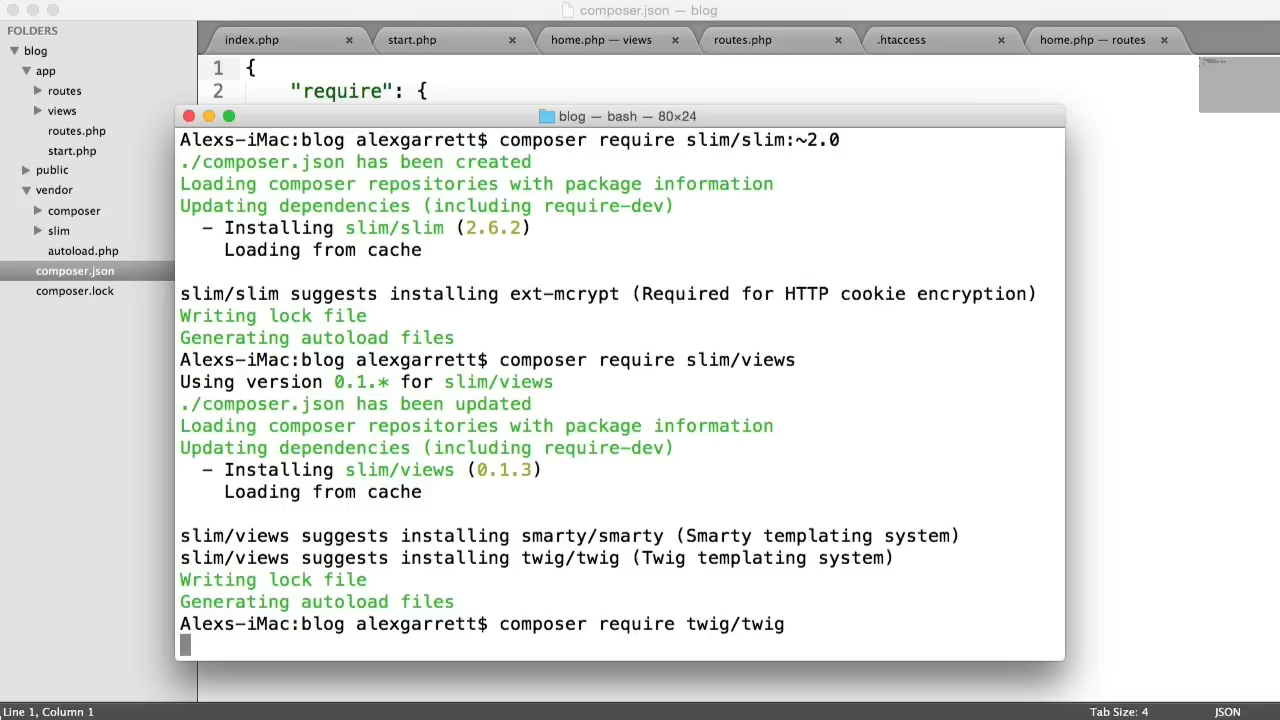 composer.json — blog
FOLDERS
blog
app
routes
views
routes.php
start.php
public
vendor
composer
slim
autoload.php
composer.json
composer.lock
index.php
start.php
home.php — views
routes.php
.htaccess
home.php — routes
1 {
2 "require": {
blog — bash — 80×24
Alexs-iMac:blog alexgarrett$ composer require slim/slim:~2.0
./composer.json has been created
Loading composer repositories with package information
Updating dependencies (including require-dev)
- Installing slim/slim (2.6.2)
Loading from cache
slim/slim suggests installing ext-mcrypt (Required for HTTP cookie encryption)
Writing lock file
Generating autoload files
Alexs-iMac:blog alexgarrett$ composer require slim/views
Using version 0.1.* for slim/views
./composer.json has been updated
Loading composer repositories with package information
Updating dependencies (including require-dev)
- Installing slim/views (0.1.3)
Loading from cache
slim/views suggests installing smarty/smarty (Smarty templating system)
slim/views suggests installing twig/twig (Twig templating system)
Writing lock file
Generating autoload files
Alexs-iMac:blog alexgarrett$ composer require twig/twig
Line 1, Column 1
Tab Size: 4
JSON